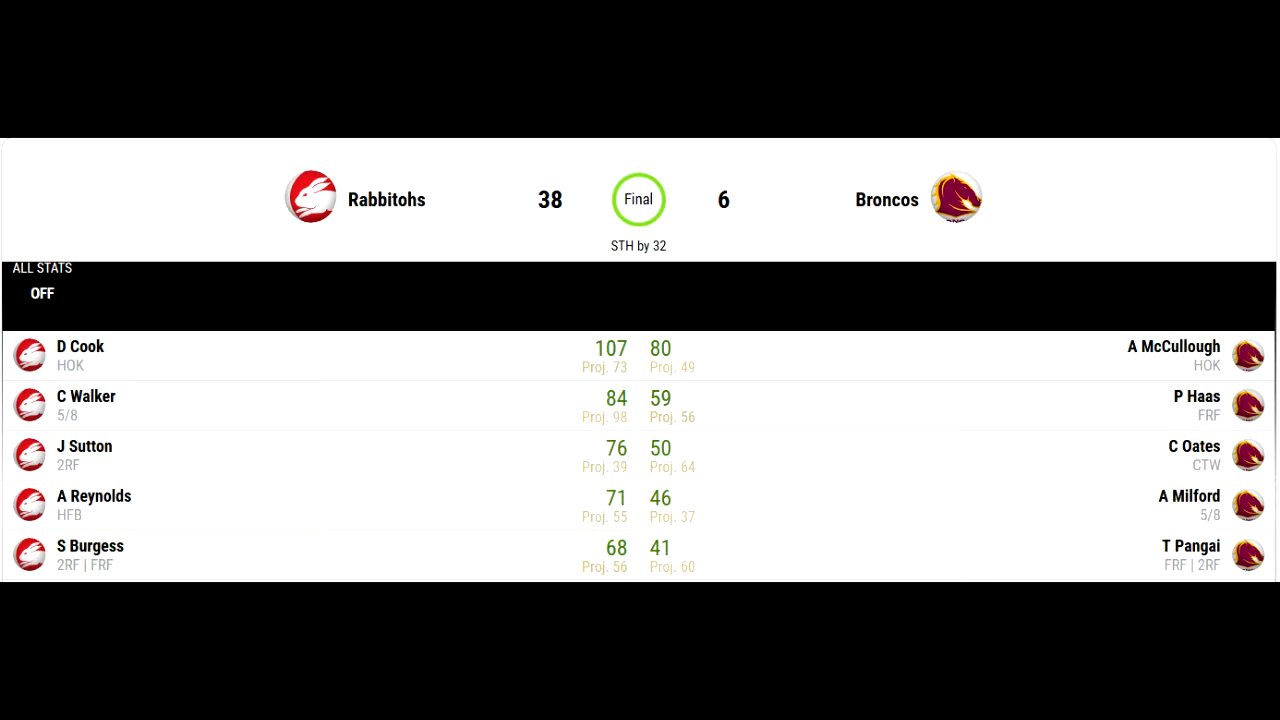 Rabbitohs 38 Final 6 Broncos
STH by 32
ALL STATS
OFF
D Cook 107 80 A McCullough
HOK Proj. 73 Proj. 49 HOK
C Walker 84 59 P Haas
5/8 Proj. 98 Proj. 56 FRF
J Sutton 76 50 C Oates
2RF Proj. 39 Proj. 64 CTW
A Reynolds 71 46 A Milford
HFB Proj. 55 Proj. 37 5/8
S Burgess 68 41 T Pangai
2RF | FRF Proj. 56 Proj. 60 FRF | 2RF